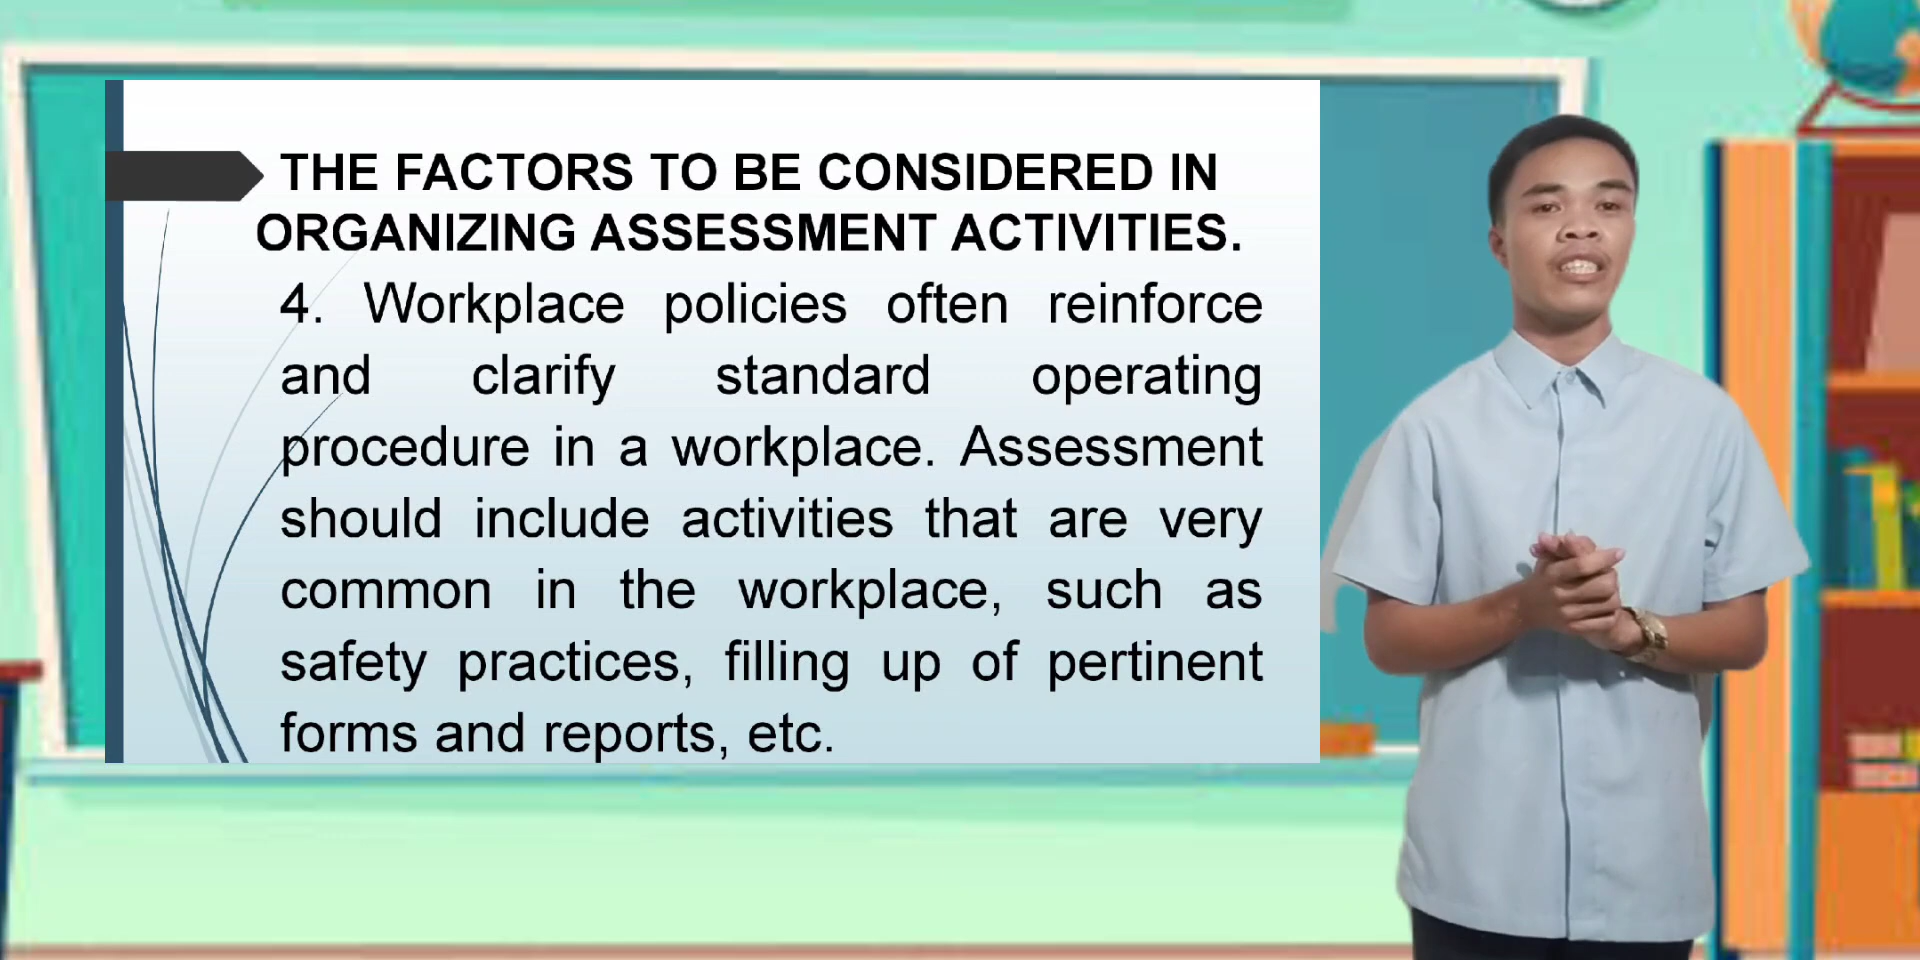 THE FACTORS TO BE CONSIDERED IN
ORGANIZING ASSESSMENT ACTIVITIES.
4. Workplace policies often reinforce
and clarify standard operating
procedure in a workplace. Assessment
should include activities that are very
common in the workplace, such as
safety practices, filling up of pertinent
forms and reports, etc.